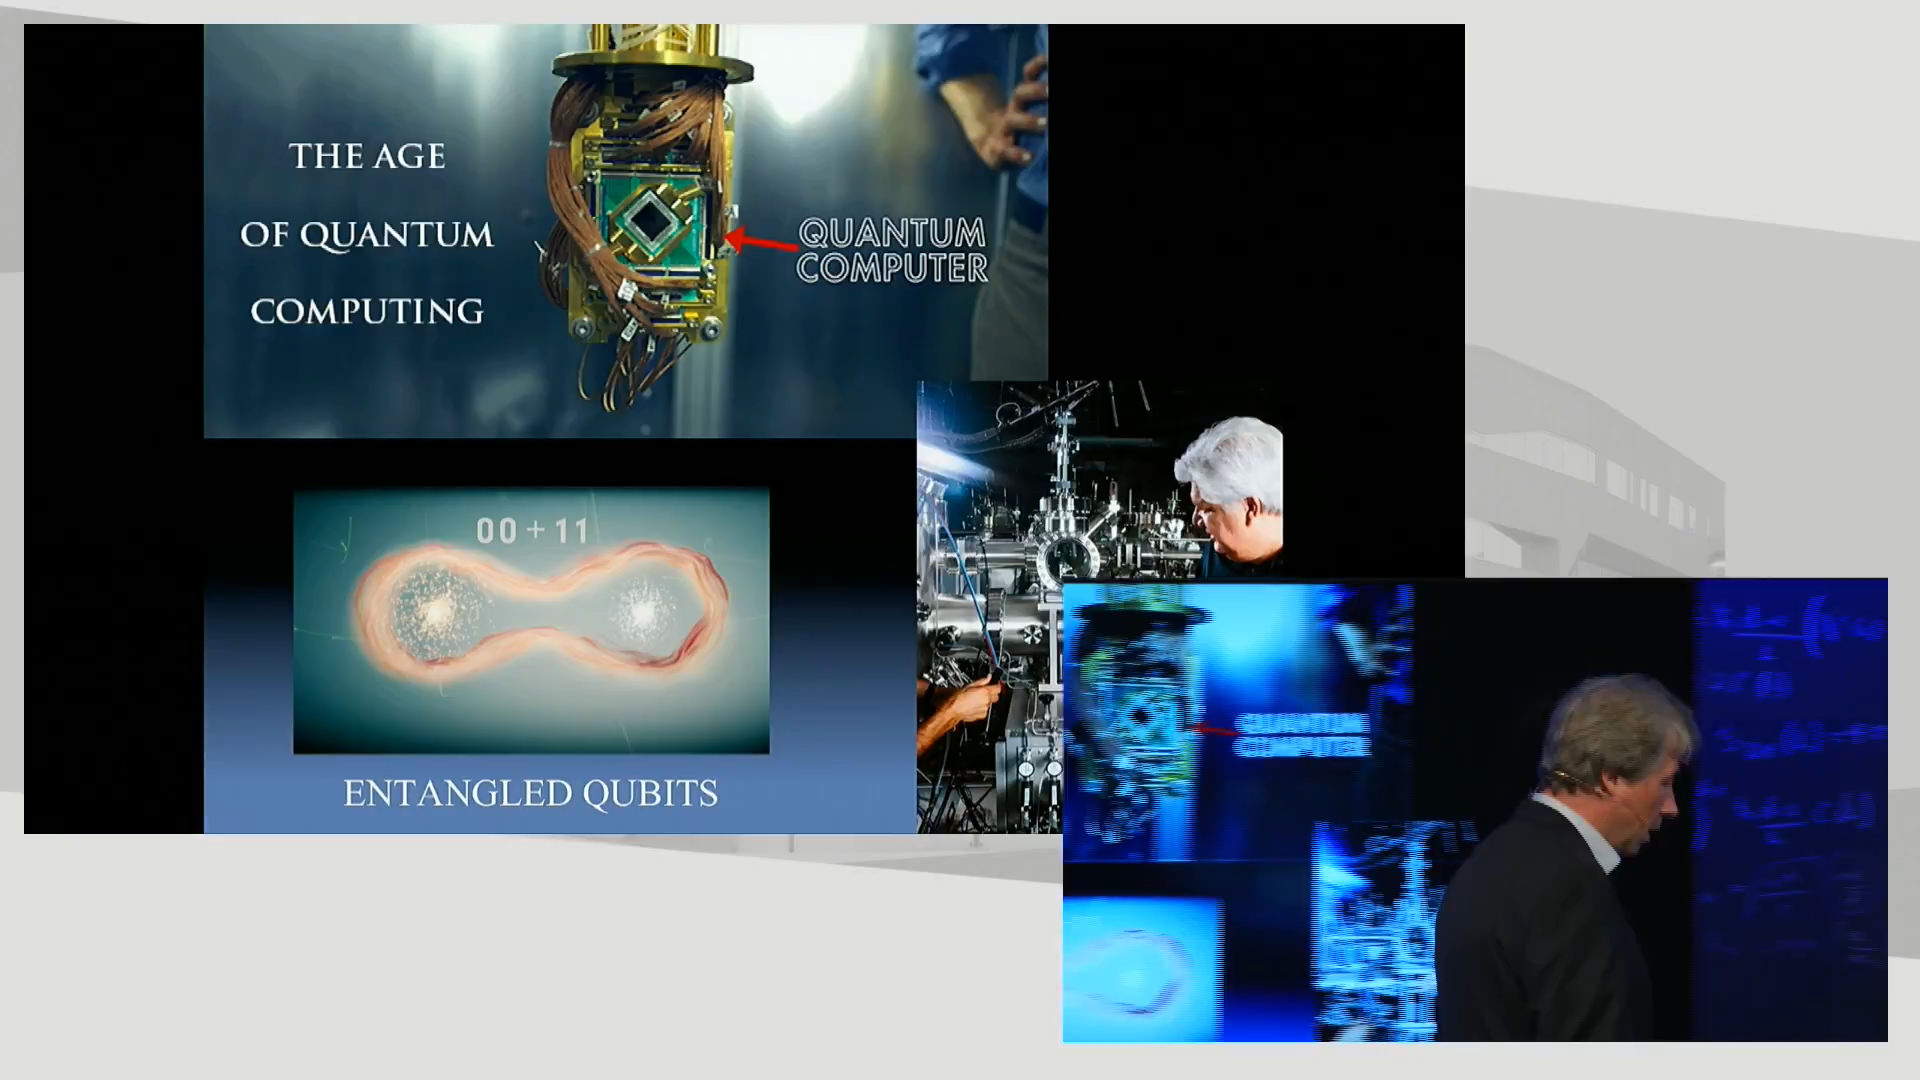 THE AGE
OF QUANTUM
COMPUTING
QUANTUM
COMPUTER
00 + 11
ENTANGLED QUBITS
QUANTUM
COMPUTER